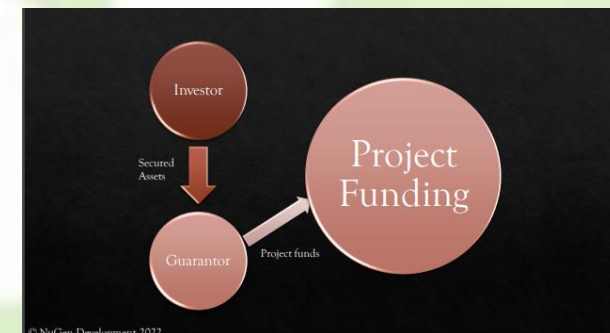 Investor
Secured
Assets
Guarantor
Project funds
Project
Funding
© NuGen Development 2022